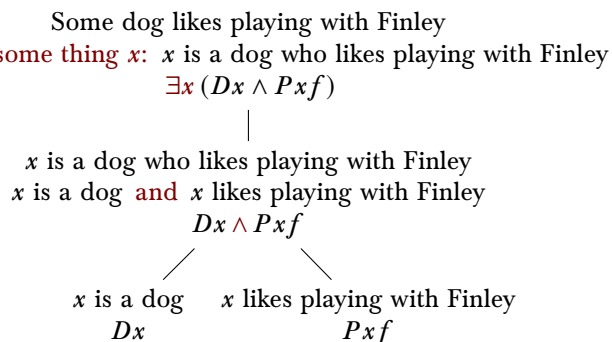 Some dog likes playing with Finley
some thing x: x is a dog who likes playing with Finley
∃x (Dx ∧ Pxf)
x is a dog who likes playing with Finley
x is a dog and x likes playing with Finley
Dx ∧ Pxf
x is a dog x likes playing with Finley
Dx Pxf